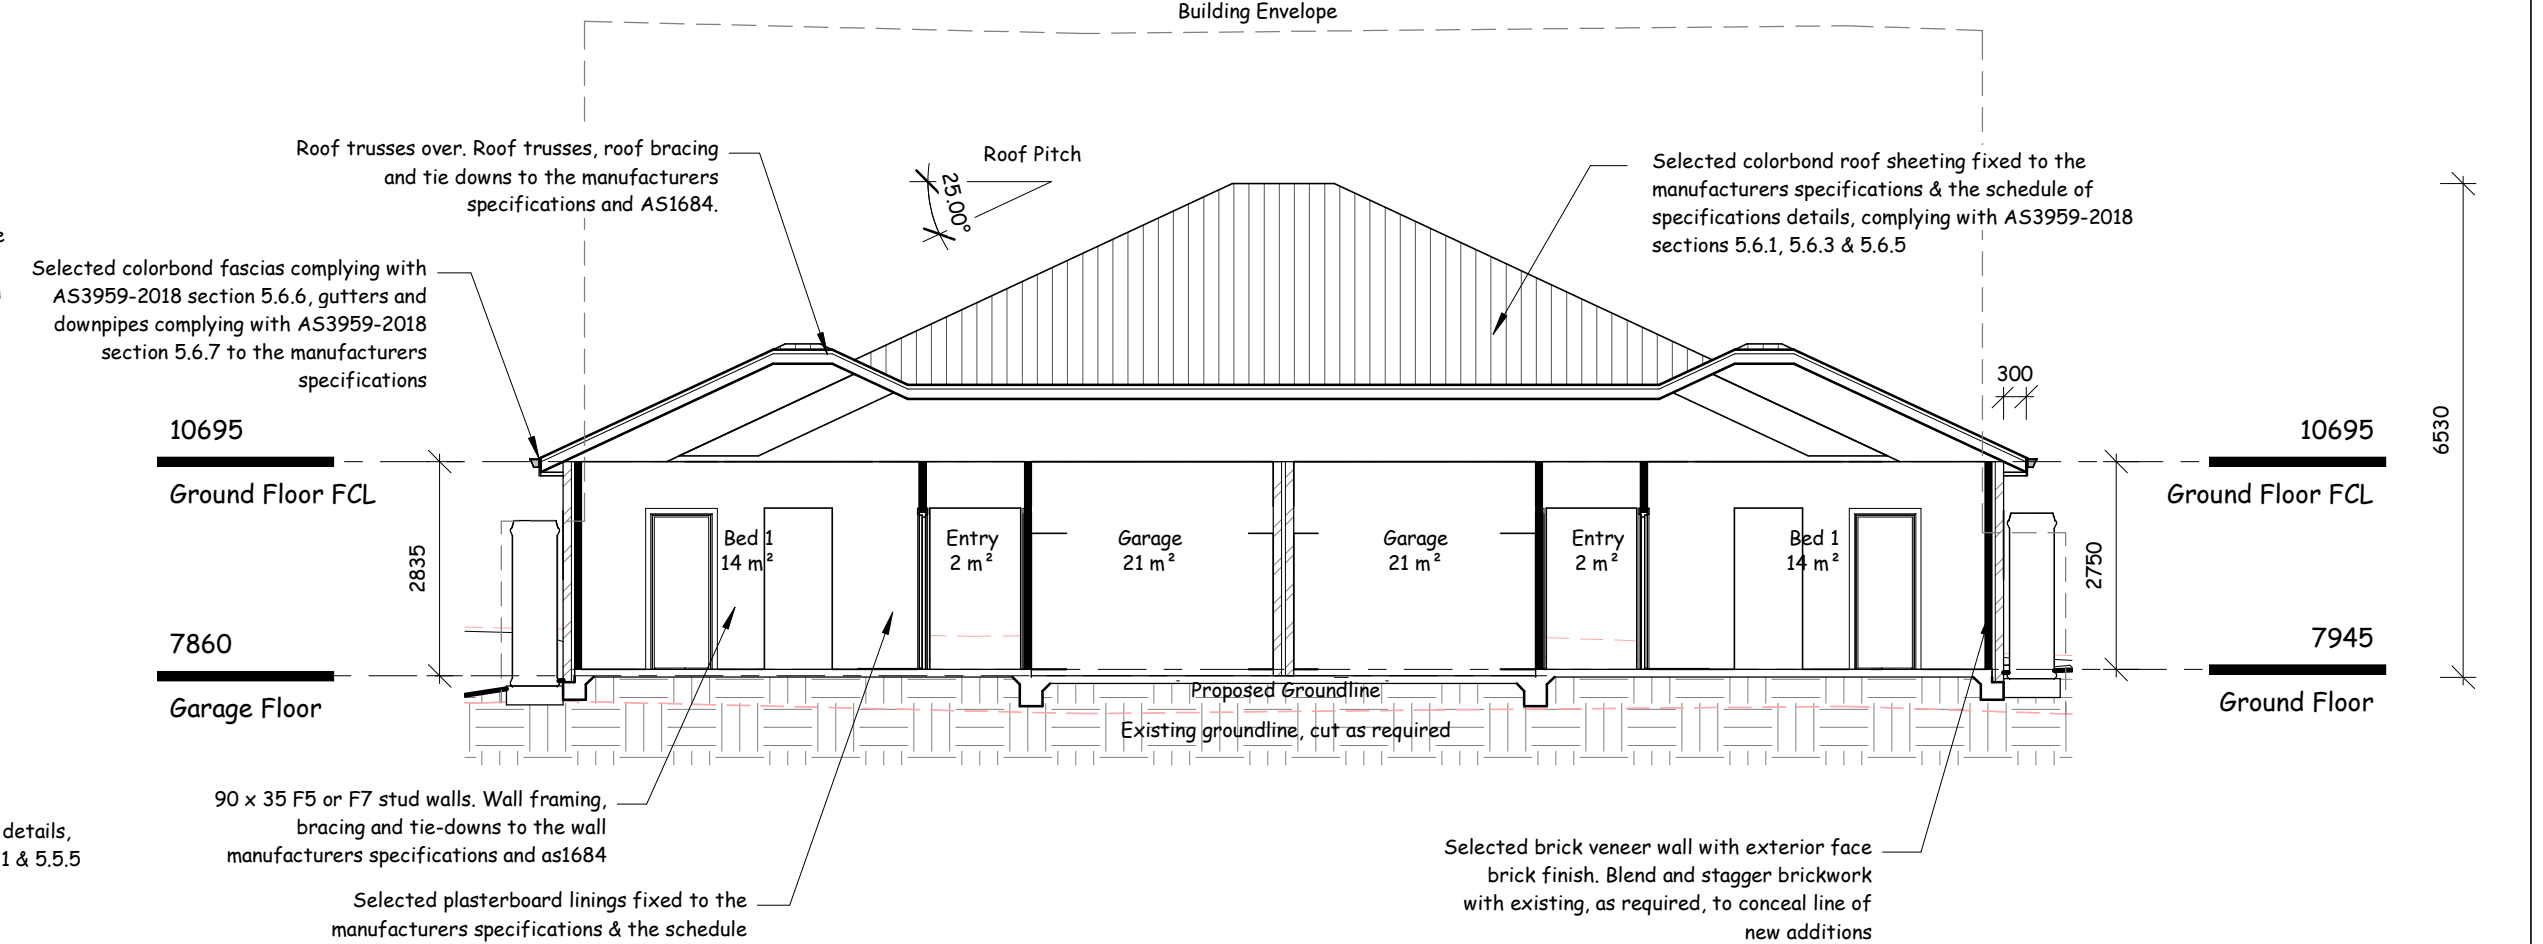 Building Envelope
Roof trusses over. Roof trusses, roof bracing
and tie downs to the manufacturers
specifications and AS1684.
Roof Pitch
25.00°
Selected colorbond roof sheeting fixed to the
manufacturers specifications & the schedule of
specifications details, complying with AS3959-2018
sections 5.6.1, 5.6.3 & 5.6.5
Selected colorbond fascias complying with
AS3959-2018 section 5.6.6, gutters and
downpipes complying with AS3959-2018
section 5.6.7 to the manufacturers
specifications
300
6530
10695
Ground Floor FCL
10695
Ground Floor FCL
2835
Bed 1
14 m²
Entry
2 m²
Garage
21 m²
Garage
21 m²
Entry
2 m²
Bed 1
14 m²
2750
7860
Garage Floor
7945
Ground Floor
Proposed Groundline
Existing groundline, cut as required
90 x 35 F5 or F7 stud walls. Wall framing,
bracing and tie-downs to the wall
manufacturers specifications and as1684
details,
1 & 5.5.5
Selected plasterboard linings fixed to the
manufacturers specifications & the schedule
Selected brick veneer wall with exterior face
brick finish. Blend and stagger brickwork
with existing, as required, to conceal line of
new additions